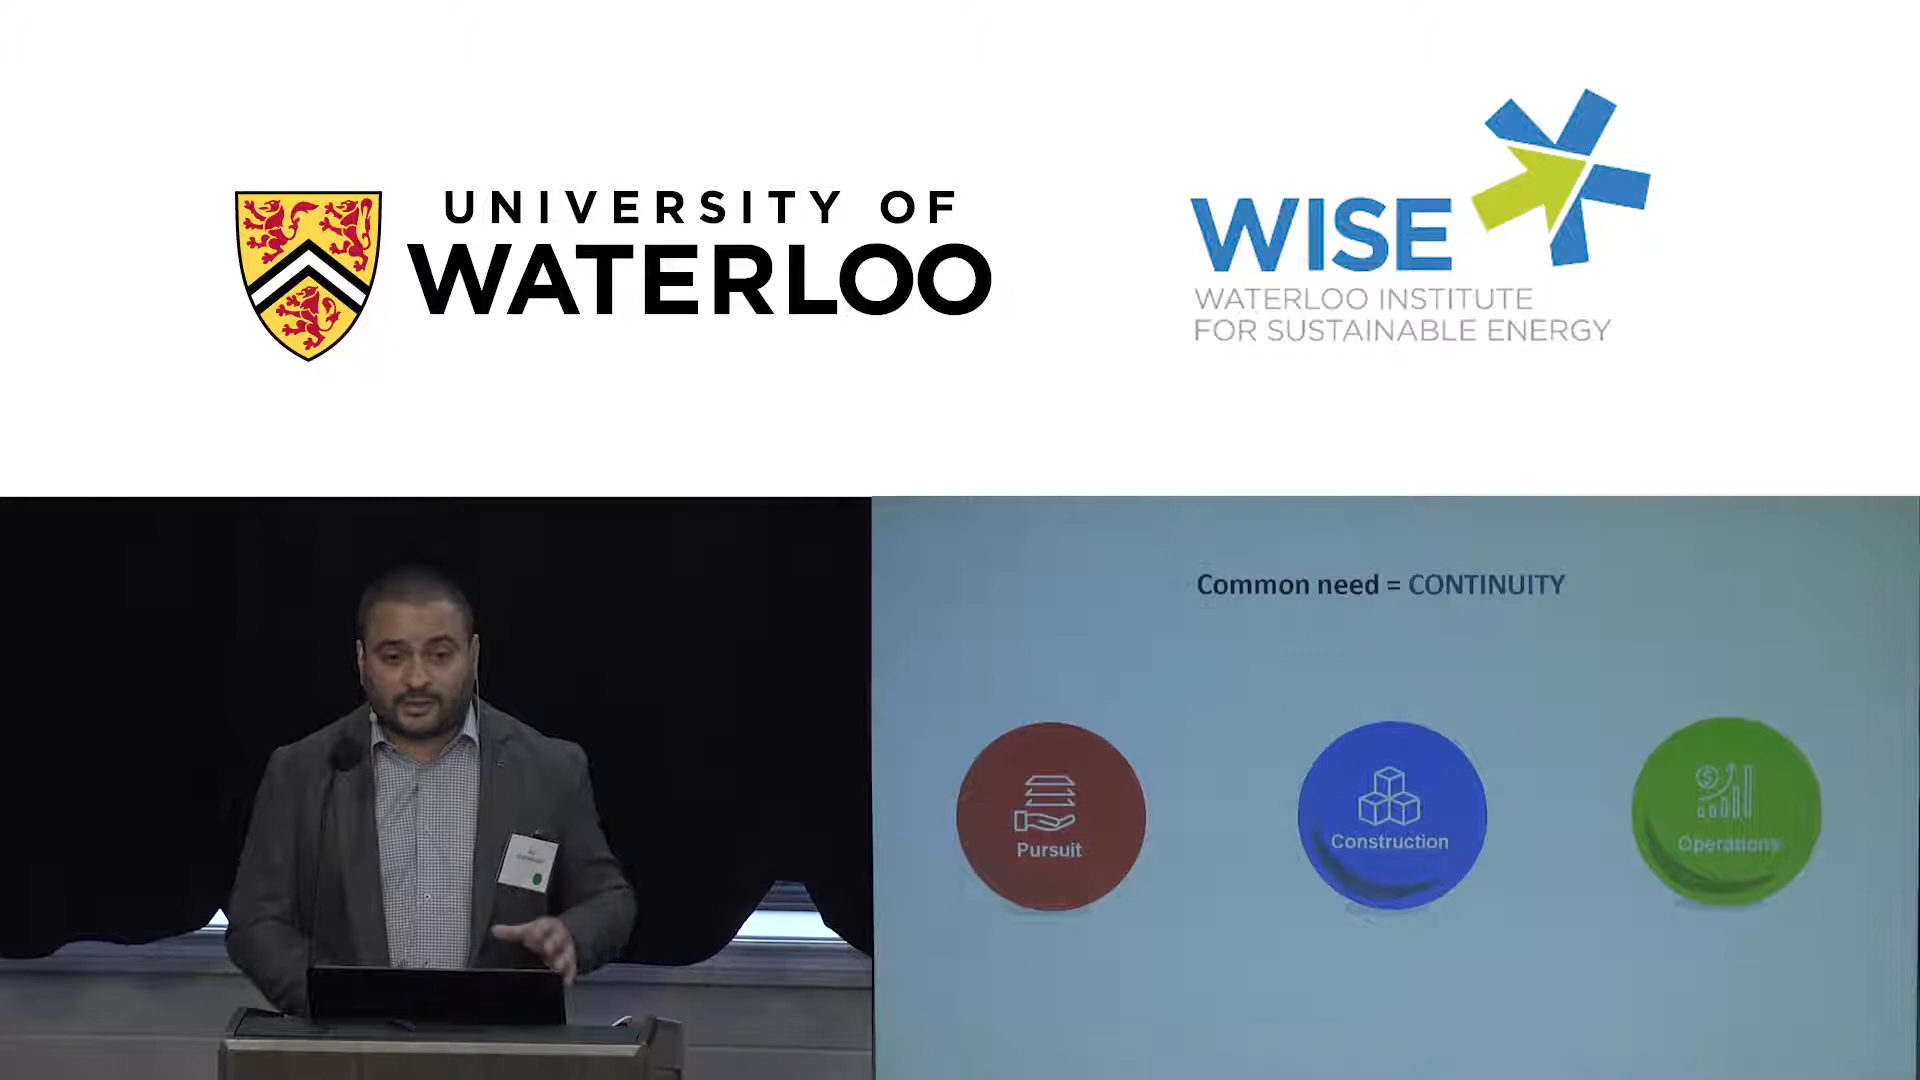 UNIVERSITY OF
WATERLOO
WISE
WATERLOO INSTITUTE
FOR SUSTAINABLE ENERGY
Common need = CONTINUITY
Pursuit
Construction
Operations
$